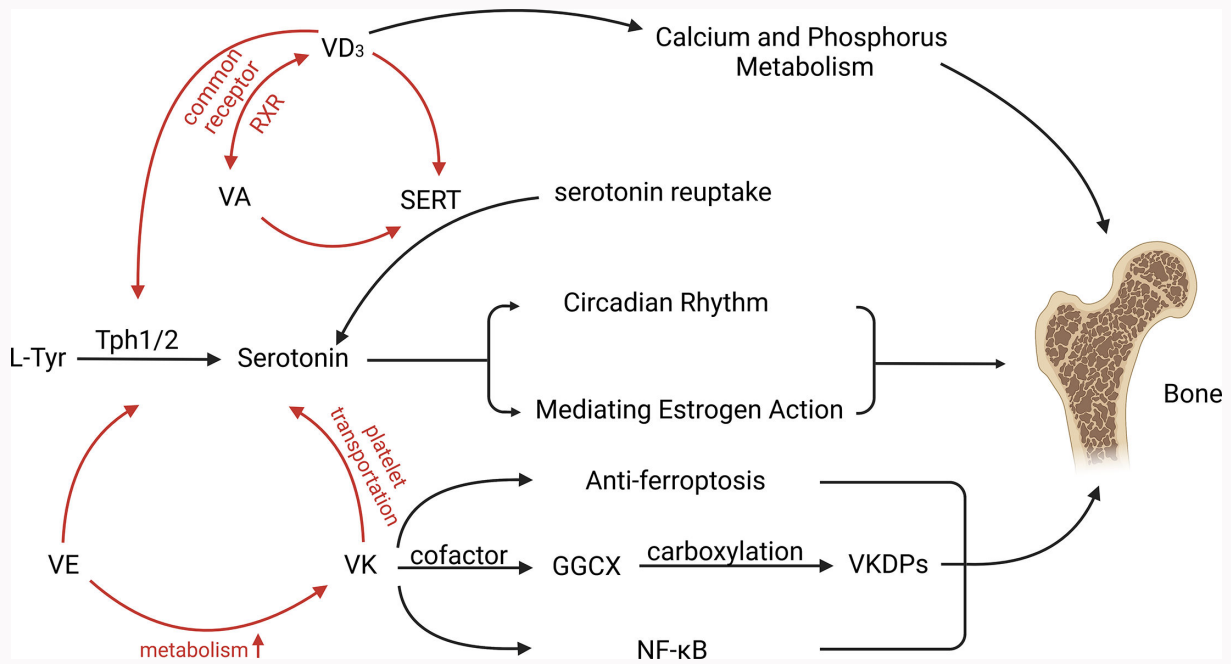 VD3
Calcium and Phosphorus
Metabolism
common
receptor
RXR
VA
SERT
serotonin reuptake
Circadian Rhythm
L-Tyr
Tph1/2
Serotonin
Mediating Estrogen Action
Bone
platelet
transportation
Anti-ferroptosis
VE
VK
cofactor
GGCX
carboxylation
VKDPs
metabolism
NF-κB